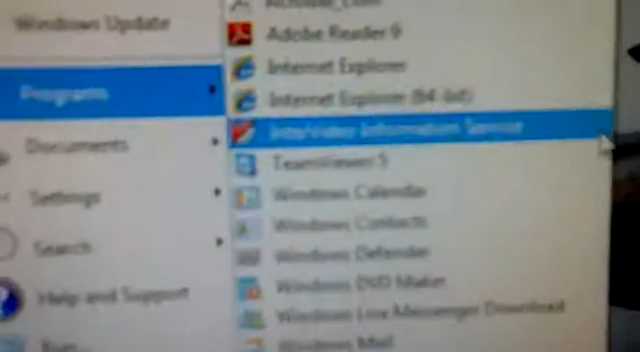 Windows Update
Programs
Documents
Settings
Search
Help and Support
Run...
Adobe Reader 9
Internet Explorer
Internet Explorer (64-bit)
InterVideo Information Service
TeamViewer 5
Windows Calendar
Windows Contacts
Windows Defender
Windows DVD Maker
Windows Live Messenger Download
Windows Mail